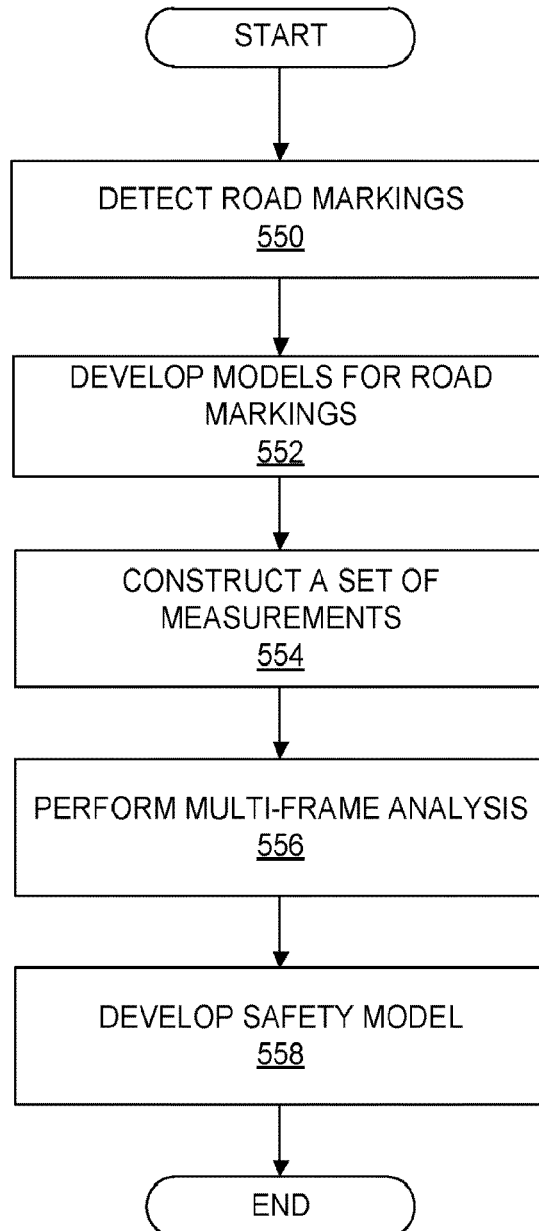 START
DETECT ROAD MARKINGS
550
DEVELOP MODELS FOR ROAD
MARKINGS
552
CONSTRUCT A SET OF
MEASUREMENTS
554
PERFORM MULTI-FRAME ANALYSIS
556
DEVELOP SAFETY MODEL
558
END